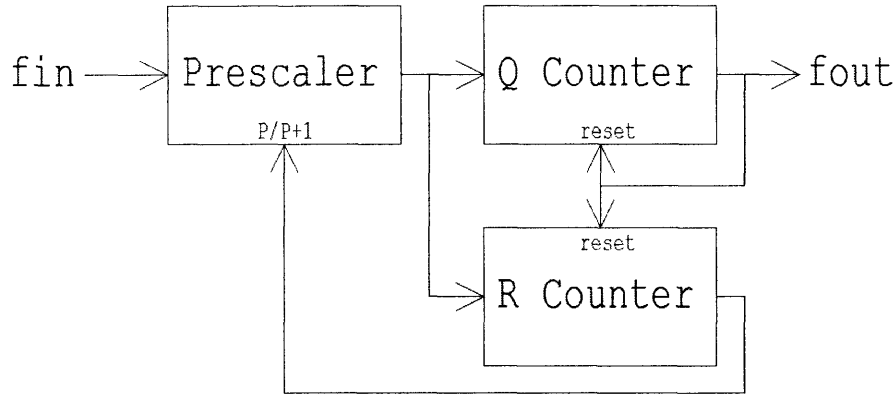 fin
Prescaler
P/P+1
Q Counter
reset
fout
reset
R Counter